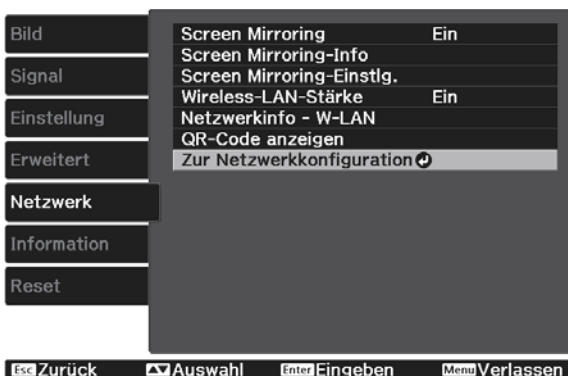 Bild
Signal
Einstellung
Erweitert
Netzwerk
Information
Reset
Screen Mirroring Ein
Screen Mirroring-Info
Screen Mirroring-Einstlg.
Wireless-LAN-Stärke Ein
Netzwerkinfo - W-LAN
QR-Code anzeigen
Zur Netzwerkkonfiguration
Esc Zurück Auswahl Enter Eingeben Menu Verlassen